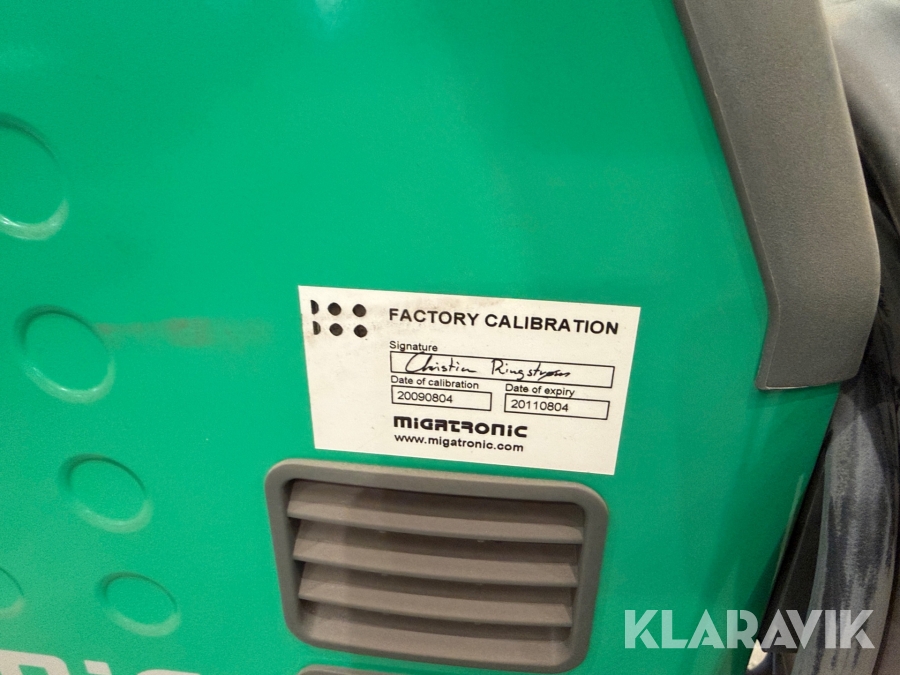 FACTORY CALIBRATION
Signature
Christian Ringstrom
Date of calibration Date of expiry
20090804 20110804
MIGATRONIC
www.migatronic.com
KLARAVIK